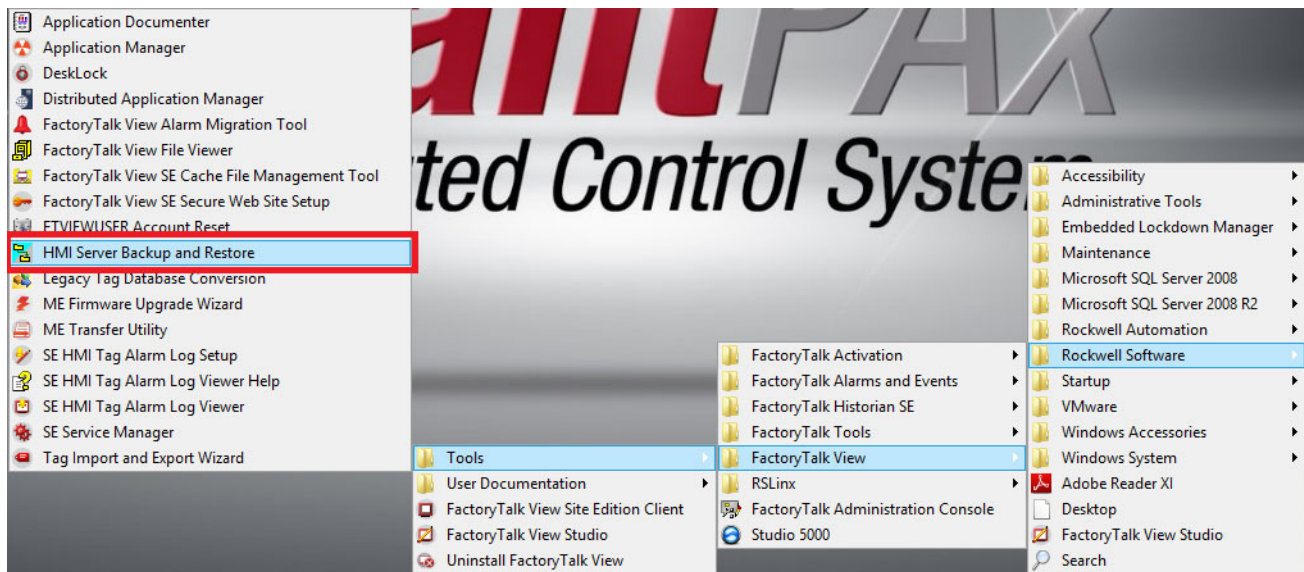 Application Documenter
Application Manager
DeskLock
Distributed Application Manager
FactoryTalk View Alarm Migration Tool
FactoryTalk View File Viewer
FactoryTalk View SE Cache File Management Tool
FactoryTalk View SE Secure Web Site Setup
FTVIEWUSER Account Reset
HMI Server Backup and Restore
Legacy Tag Database Conversion
ME Firmware Upgrade Wizard
ME Transfer Utility
SE HMI Tag Alarm Log Setup
SE HMI Tag Alarm Log Viewer Help
SE HMI Tag Alarm Log Viewer
SE Service Manager
Tag Import and Export Wizard
Tools
User Documentation
FactoryTalk View Site Edition Client
FactoryTalk View Studio
Uninstall FactoryTalk View
FactoryTalk Activation
FactoryTalk Alarms and Events
FactoryTalk Historian SE
FactoryTalk Tools
FactoryTalk View
RSLinx
FactoryTalk Administration Console
Studio 5000
Accessibility
Administrative Tools
Embedded Lockdown Manager
Maintenance
Microsoft SQL Server 2008
Microsoft SQL Server 2008 R2
Rockwell Automation
Rockwell Software
Startup
VMware
Windows Accessories
Windows System
Adobe Reader XI
Desktop
FactoryTalk View Studio
Search
antPAx
ted Control System